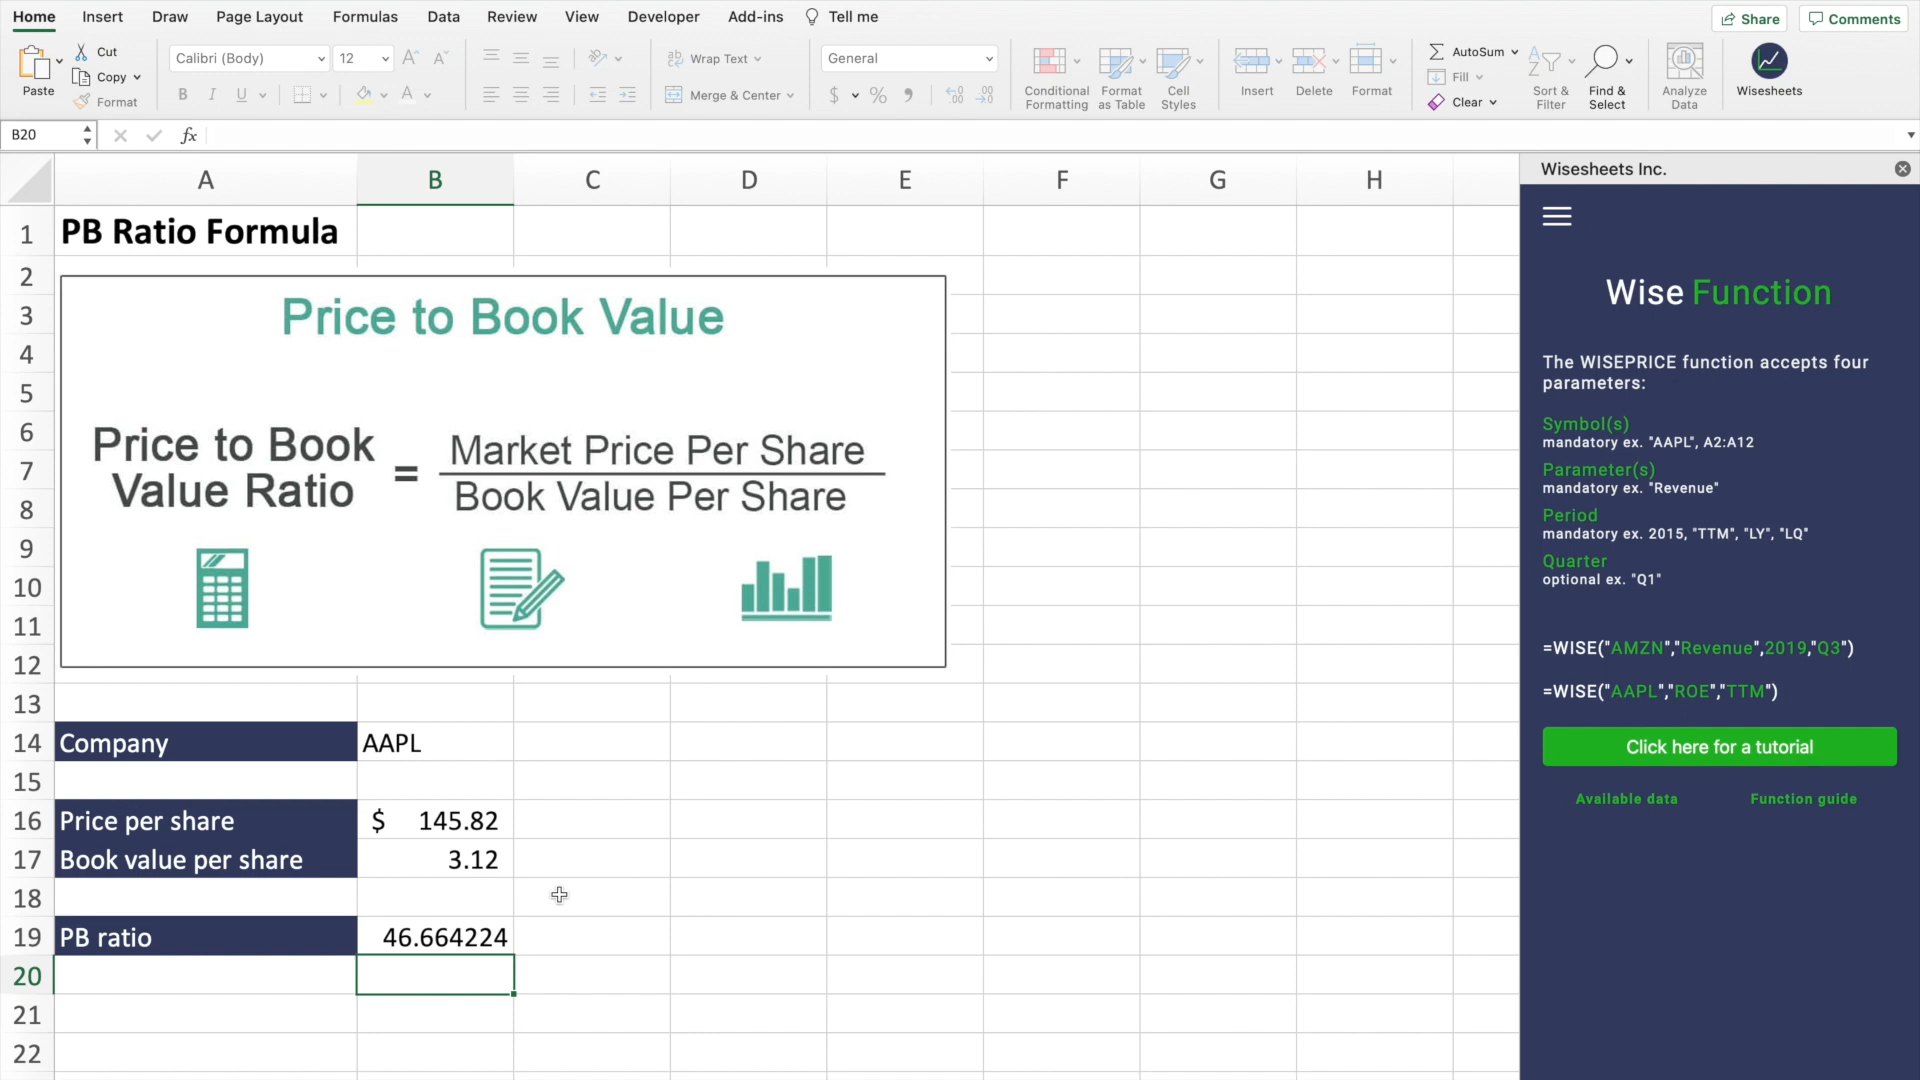 Home Insert Draw Page Layout Formulas Data Review View Developer Add-ins Tell me Share Comments
Paste Cut Copy Format
Calibri (Body) 12
B I U A
Wrap Text
Merge & Center
General
$ % 9
Conditional Formatting
Format as Table
Cell Styles
Insert Delete Format
AutoSum
Fill
Clear
Sort & Filter
Find & Select
Analyze Data
Wisesheets
B20 fx
A B C D E F G H
1 PB Ratio Formula
2
3
4
5
6
7
8
9
10
11
12
Price to Book Value
Price to Book Value Ratio = Market Price Per Share
Book Value Per Share
13
14 Company AAPL
15
16 Price per share $ 145.82
17 Book value per share 3.12
18
19 PB ratio 46.664224
20
21
22
Wisesheets Inc.
Wise Function
The WISEPRICE function accepts four
parameters:
Symbol(s)
mandatory ex. "AAPL", A2:A12
Parameter(s)
mandatory ex. "Revenue"
Period
mandatory ex. 2015, "TTM", "LY", "LQ"
Quarter
optional ex. "Q1"
=WISE("AMZN","Revenue",2019,"Q3")
=WISE("AAPL","ROE","TTM")
Click here for a tutorial
Available data Function guide